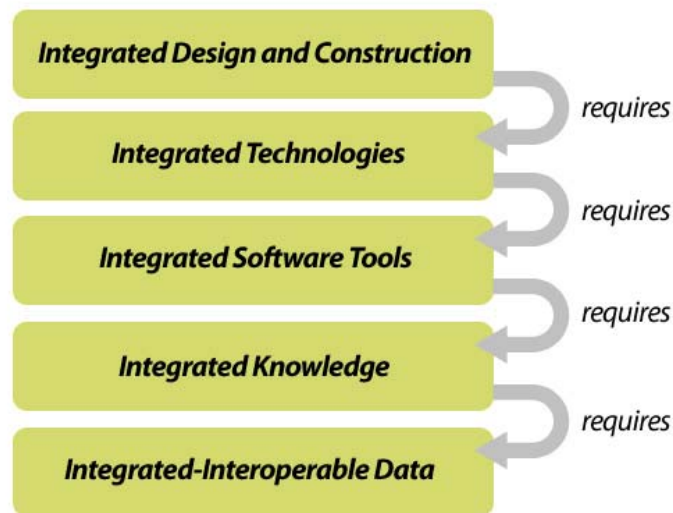 Integrated Design and Construction
requires
Integrated Technologies
requires
Integrated Software Tools
requires
Integrated Knowledge
requires
Integrated-Interoperable Data